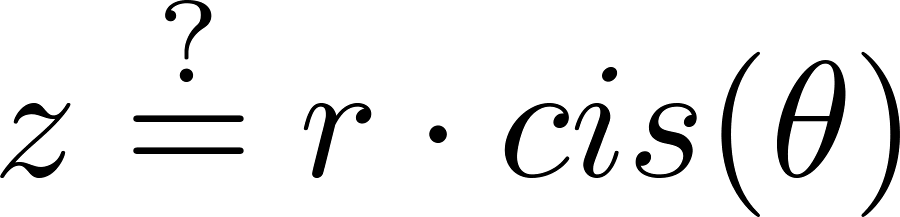 z ≟ r · cis(θ)